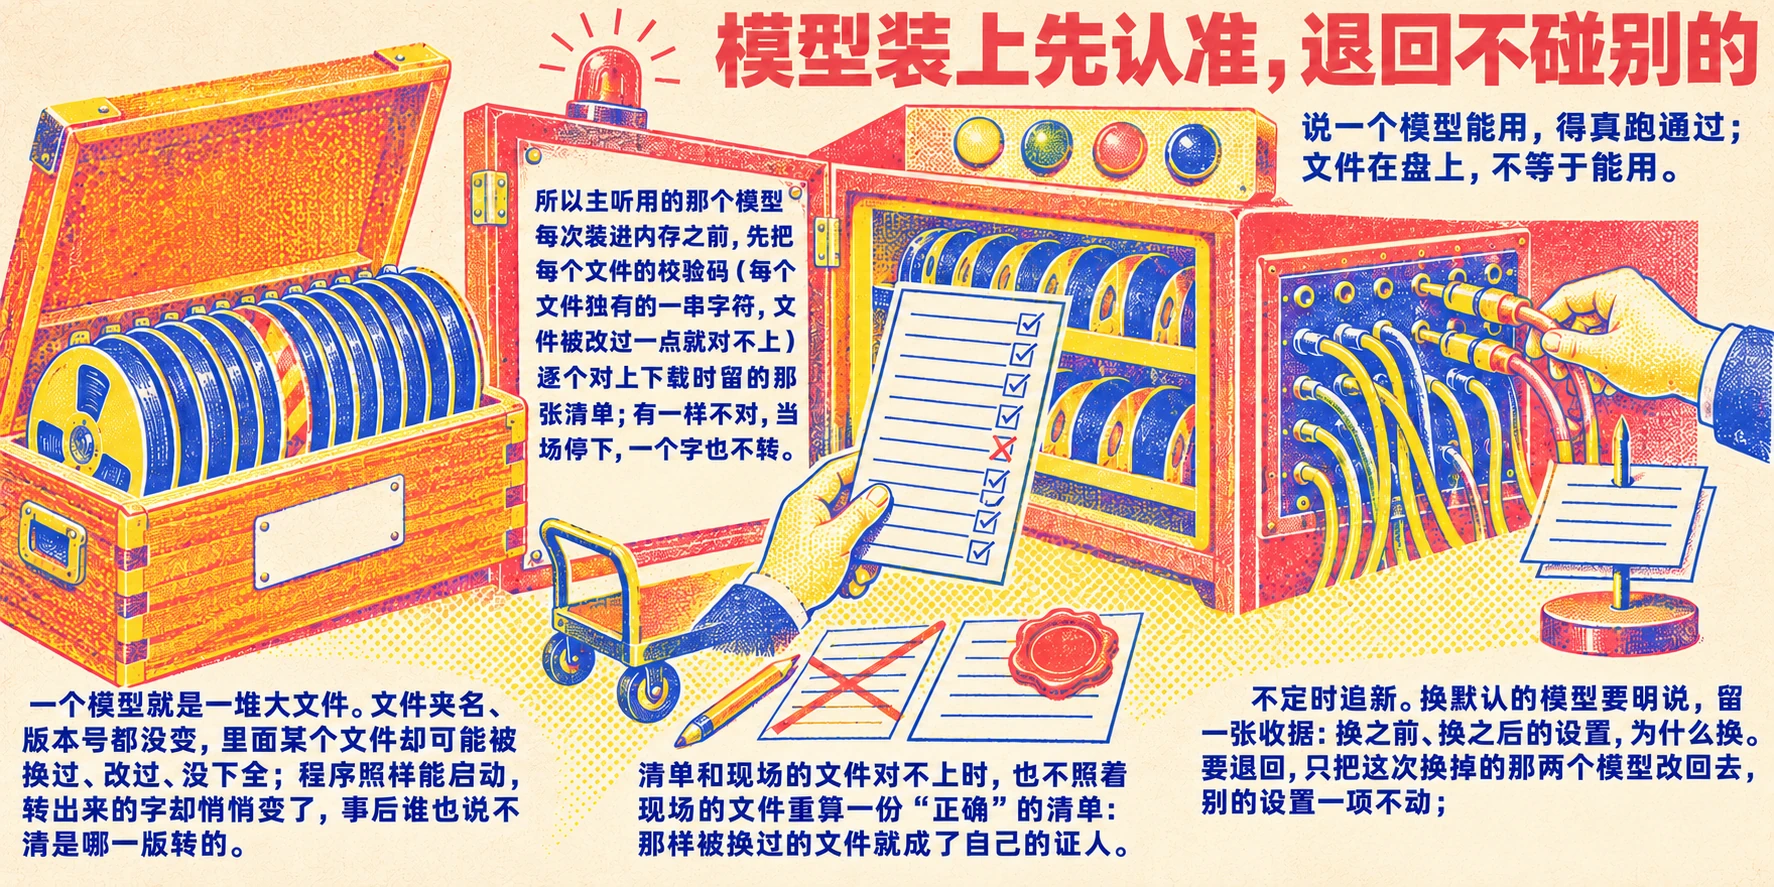 模型装上先认准,退回不碰别的
说一个模型能用,得真跑通过;
文件在盘上,不等于能用。
所以主听用的那个模型
每次装进内存之前,先把
每个文件的校验码(每个
文件独有的一串字符,文
件被改过一点就对不上)
逐个对上下载时留的那
张清单;有一样不对,当
场停下,一个字也不转。
一个模型就是一堆大文件。文件夹名、
版本号都没变,里面某个文件却可能被
换过、改过、没下全;程序照样能启动,
转出来的字却悄悄变了,事后谁也说不
清是哪一版转的。
清单和现场的文件对不上时,也不照着
现场的文件重算一份“正确”的清单:
那样被换过的文件就成了自己的证人。
不定时追新。换默认的模型要明说,留
一张收据:换之前、换之后的设置,为什么换。
要退回,只把这次换掉的那两个模型改回去,
别的设置一项不动;